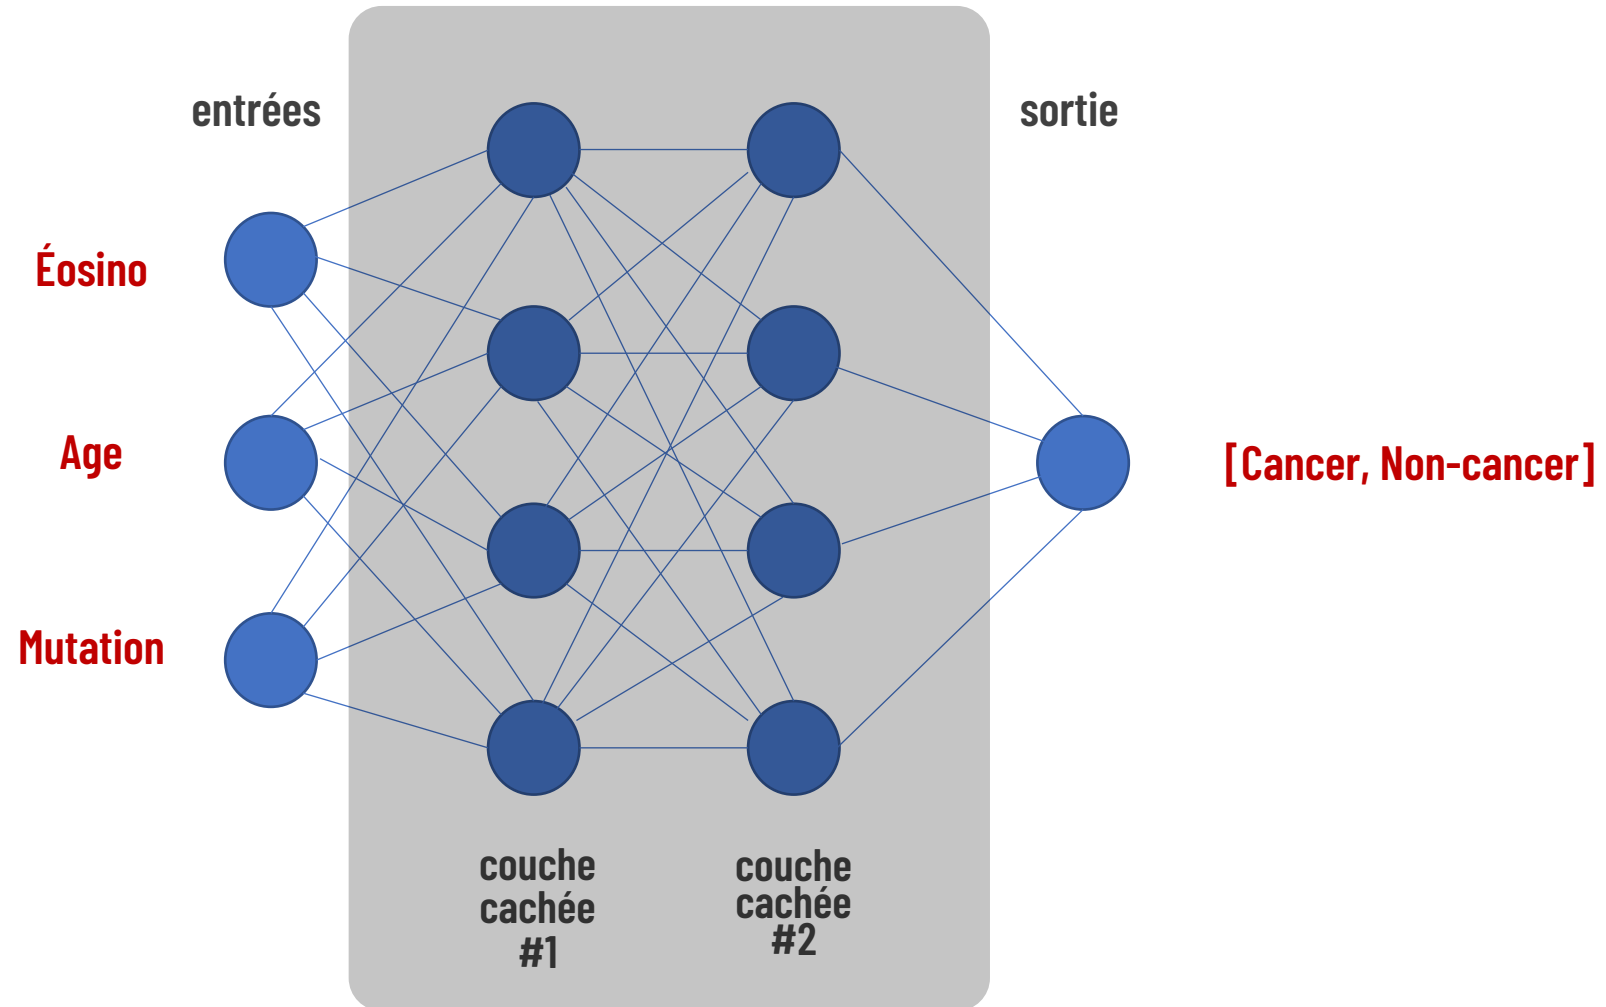 entrées
sortie
Éosino
Age
Mutation
[Cancer, Non-cancer]
couche
cachée
#1
couche
cachée
#2